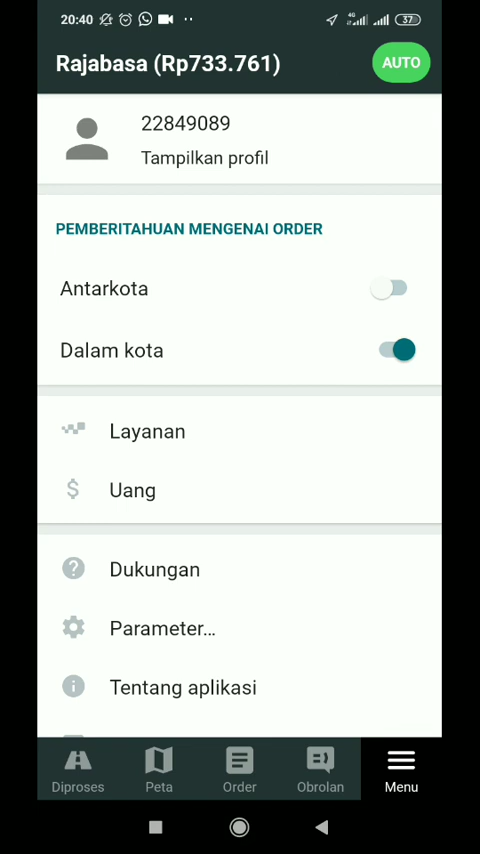 20:40
4G
37
Rajabasa (Rp733.761)
AUTO
22849089
Tampilkan profil
PEMBERITAHUAN MENGENAI ORDER
Antarkota
Dalam kota
Layanan
$
Uang
Dukungan
Parameter...
Tentang aplikasi
Diproses
Peta
Order
Obrolan
Menu